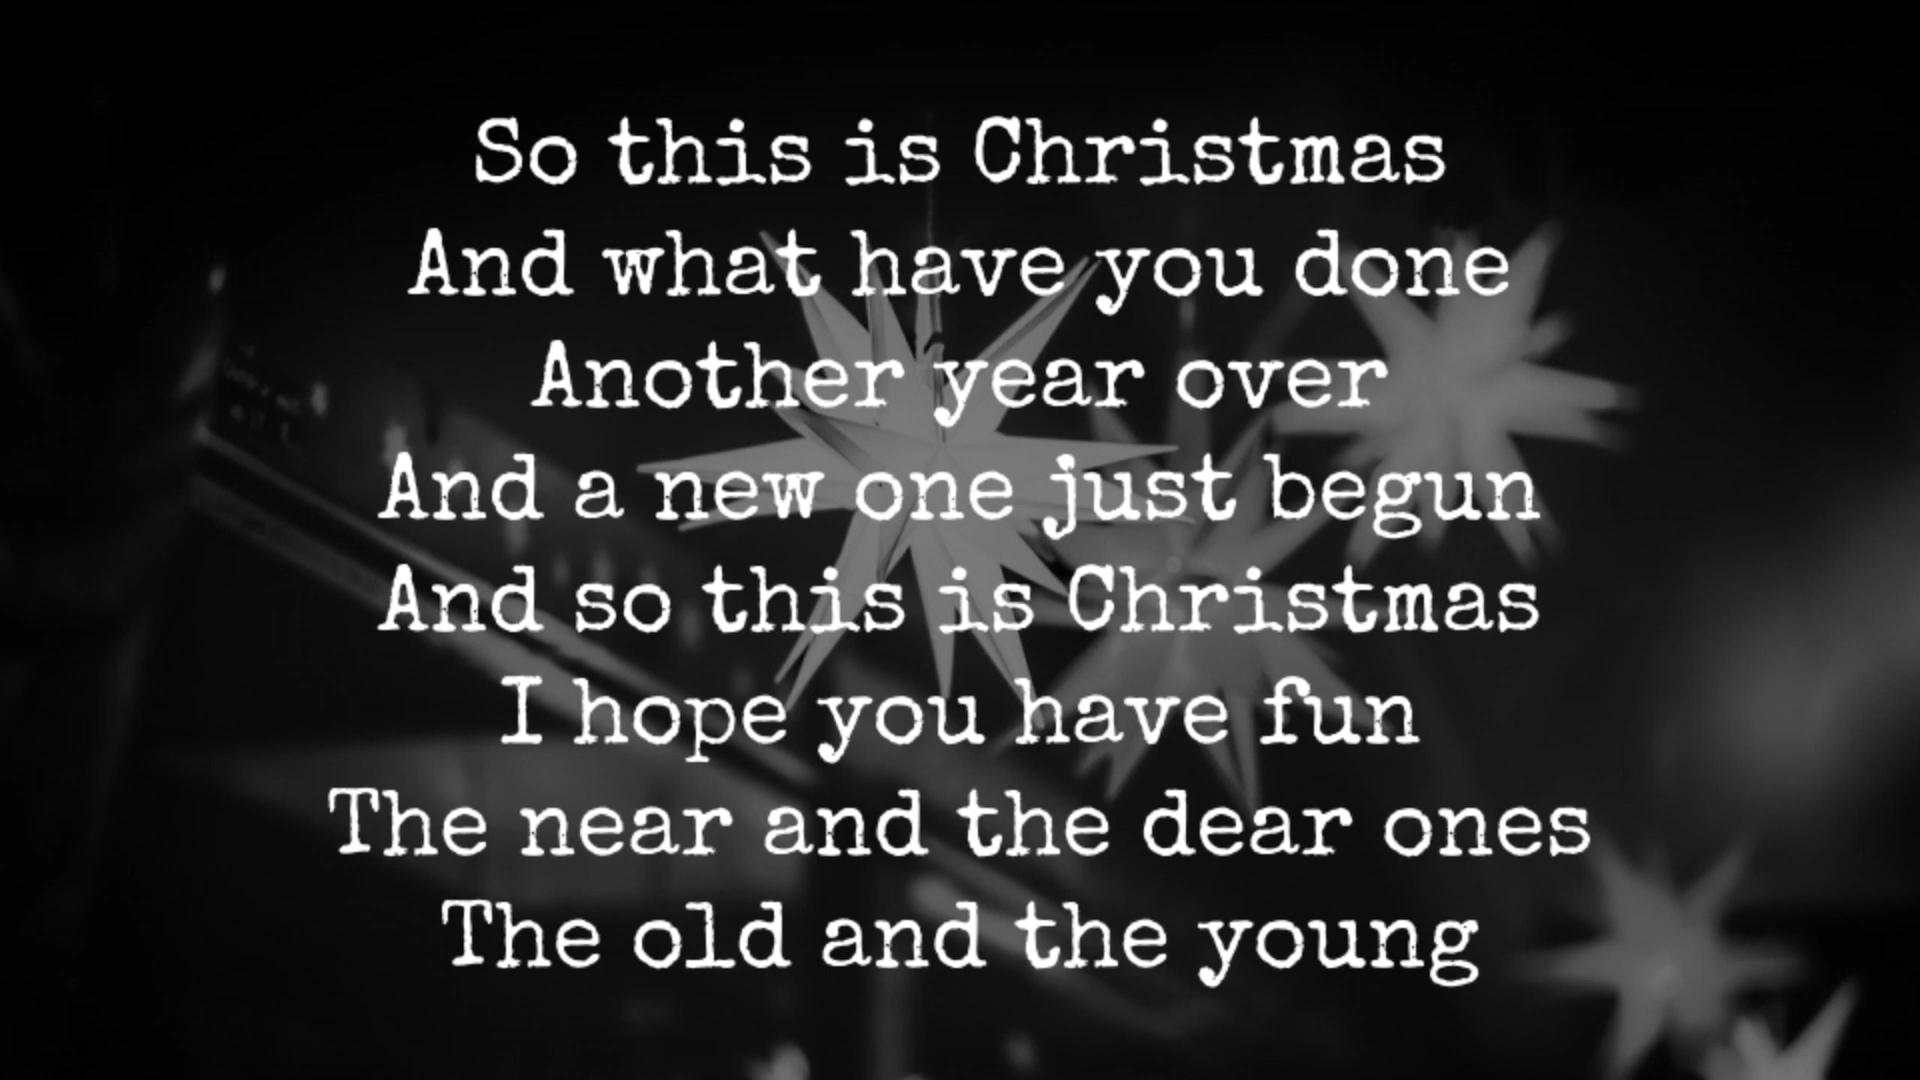 So this is Christmas
And what have you done
Another year over
And a new one just begun
And so this is Christmas
I hope you have fun
The near and the dear ones
The old and the young